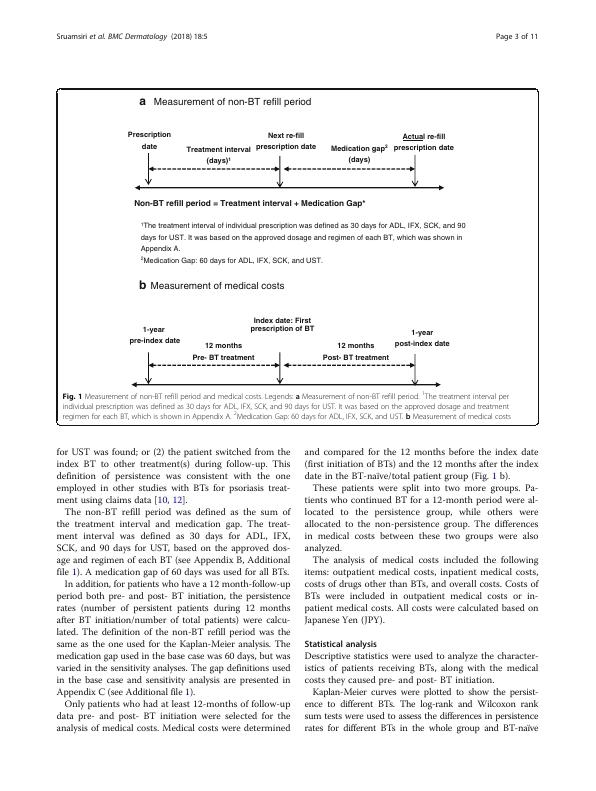 Sruamsiri et al. BMC Dermatology (2018) 18:5
Page 3 of 11
a Measurement of non-BT refill period
Prescription
date
Treatment interval
(days)¹
Next re-fill
prescription date
Medication gap²
(days)
Actual re-fill
prescription date
Non-BT refill period = Treatment interval + Medication Gap*
¹The treatment interval of individual prescription was defined as 30 days for ADL, IFX, SCK, and 90
days for UST. It was based on the approved dosage and regimen of each BT, which was shown in
Appendix A.
²Medication Gap: 60 days for ADL, IFX, SCK, and UST.
b Measurement of medical costs
1-year
pre-index date
12 months
Pre- BT treatment
Index date: First
prescription of BT
12 months
Post- BT treatment
1-year
post-index date
Fig. 1 Measurement of non-BT refill period and medical costs. Legends: a Measurement of non-BT refill period. ¹The treatment interval per
individual prescription was defined as 30 days for ADL, IFX, SCK, and 90 days for UST. It was based on the approved dosage and treatment
regimen for each BT, which is shown in Appendix A. ²Medication Gap: 60 days for ADL, IFX, SCK, and UST. b Measurement of medical costs
for UST was found; or (2) the patient switched from the
index BT to other treatment(s) during follow-up. This
definition of persistence was consistent with the one
employed in other studies with BTs for psoriasis treat-
ment using claims data [10, 12].
The non-BT refill period was defined as the sum of
the treatment interval and medication gap. The treat-
ment interval was defined as 30 days for ADL, IFX,
SCK, and 90 days for UST, based on the approved dos-
age and regimen of each BT (see Appendix B, Additional
file 1). A medication gap of 60 days was used for all BTs.
In addition, for patients who have a 12 month-follow-up
period both pre- and post- BT initiation, the persistence
rates (number of persistent patients during 12 months
after BT initiation/number of total patients) were calcu-
lated. The definition of the non-BT refill period was the
same as the one used for the Kaplan-Meier analysis. The
medication gap used in the base case was 60 days, but was
varied in the sensitivity analyses. The gap definitions used
in the base case and sensitivity analysis are presented in
Appendix C (see Additional file 1).
Only patients who had at least 12-months of follow-up
data pre- and post- BT initiation were selected for the
analysis of medical costs. Medical costs were determined
and compared for the 12 months before the index date
(first initiation of BTs) and the 12 months after the index
date in the BT-naïve/total patient group (Fig. 1 b).
These patients were split into two more groups. Pa-
tients who continued BT for a 12-month period were al-
located to the persistence group, while others were
allocated to the non-persistence group. The differences
in medical costs between these two groups were also
analyzed.
The analysis of medical costs included the following
items: outpatient medical costs, inpatient medical costs,
costs of drugs other than BTs, and overall costs. Costs of
BTs were included in outpatient medical costs or in-
patient medical costs. All costs were calculated based on
Japanese Yen (JPY).
Statistical analysis
Descriptive statistics were used to analyze the character-
istics of patients receiving BTs, along with the medical
costs they caused pre- and post- BT initiation.
Kaplan-Meier curves were plotted to show the persist-
ence to different BTs. The log-rank and Wilcoxon rank
sum tests were used to assess the differences in persistence
rates for different BTs in the whole group and BT-naïve